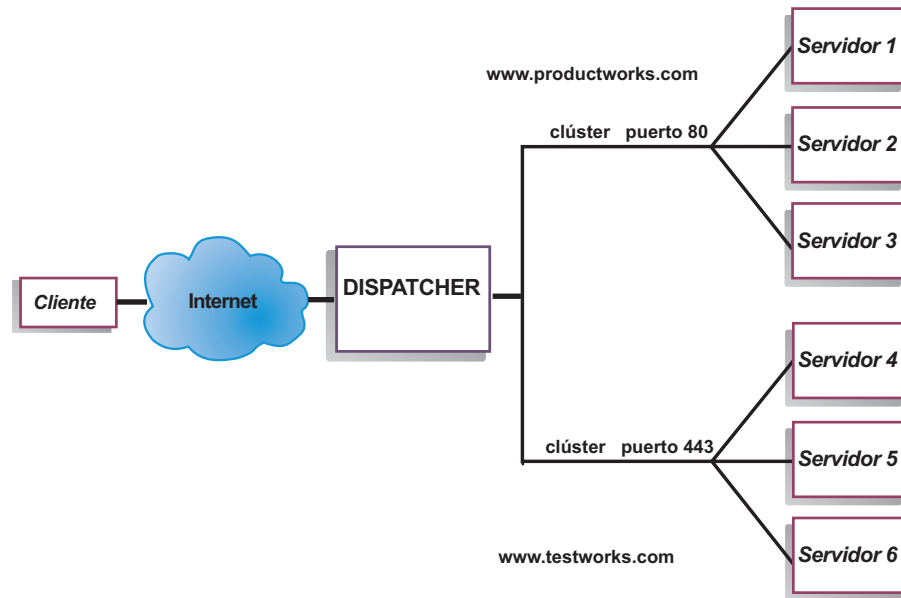 Servidor 1
www.productworks.com
clúster puerto 80
Servidor 2
Servidor 3
Cliente
Internet
DISPATCHER
Servidor 4
clúster puerto 443
Servidor 5
www.testworks.com
Servidor 6